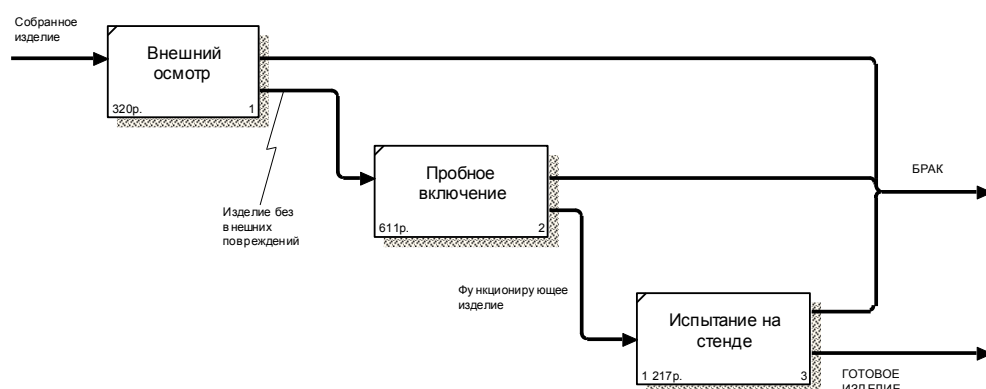 Собранное
изделие
Внешний
осмотр
320р.
1
Изделие без
внешних
повреждений
Пробное
включение
611р.
2
БРАК
Функционирующее
изделие
Испытание на
стенде
1 217р.
3
ГОТОВОЕ
ИЗДЕЛИЕ